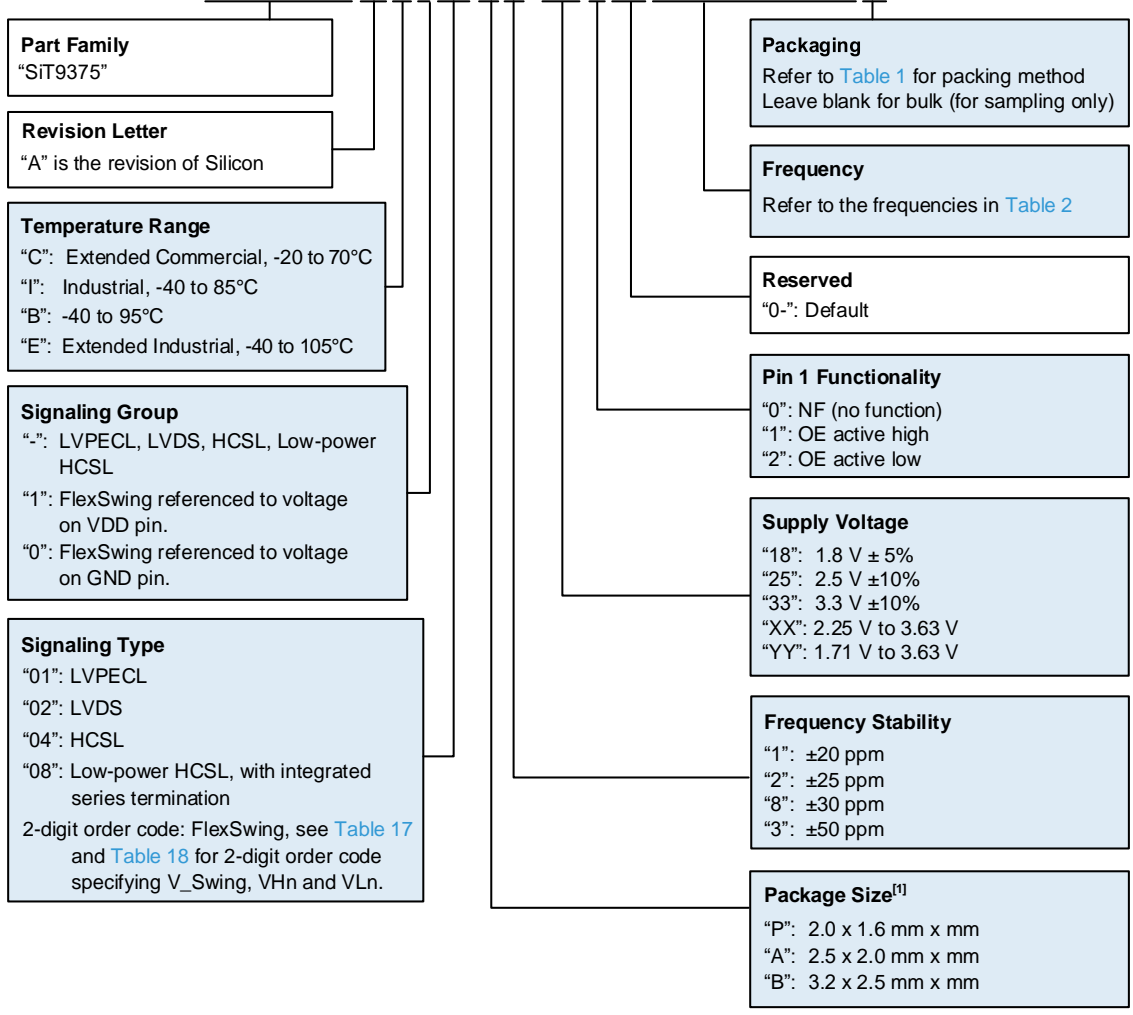 Part Family
“SiT9375”
Revision Letter
“A” is the revision of Silicon
Temperature Range
“C”: Extended Commercial, -20 to 70°C
“I”: Industrial, -40 to 85°C
“B”: -40 to 95°C
“E”: Extended Industrial, -40 to 105°C
Signaling Group
“-”: LVPECL, LVDS, HCSL, Low-power
HCSL
“1”: FlexSwing referenced to voltage
on VDD pin.
“0”: FlexSwing referenced to voltage
on GND pin.
Signaling Type
“01”: LVPECL
“02”: LVDS
“04”: HCSL
“08”: Low-power HCSL, with integrated
series termination
2-digit order code: FlexSwing, see Table 17
and Table 18 for 2-digit order code
specifying V_Swing, VHn and VLn.
Packaging
Refer to Table 1 for packing method
Leave blank for bulk (for sampling only)
Frequency
Refer to the frequencies in Table 2
Reserved
“0-”: Default
Pin 1 Functionality
“0”: NF (no function)
“1”: OE active high
“2”: OE active low
Supply Voltage
“18”: 1.8 V ± 5%
“25”: 2.5 V ±10%
“33”: 3.3 V ±10%
“XX”: 2.25 V to 3.63 V
“YY”: 1.71 V to 3.63 V
Frequency Stability
“1”: ±20 ppm
“2”: ±25 ppm
“8”: ±30 ppm
“3”: ±50 ppm
Package Size[1]
“P”: 2.0 x 1.6 mm x mm
“A”: 2.5 x 2.0 mm x mm
“B”: 3.2 x 2.5 mm x mm